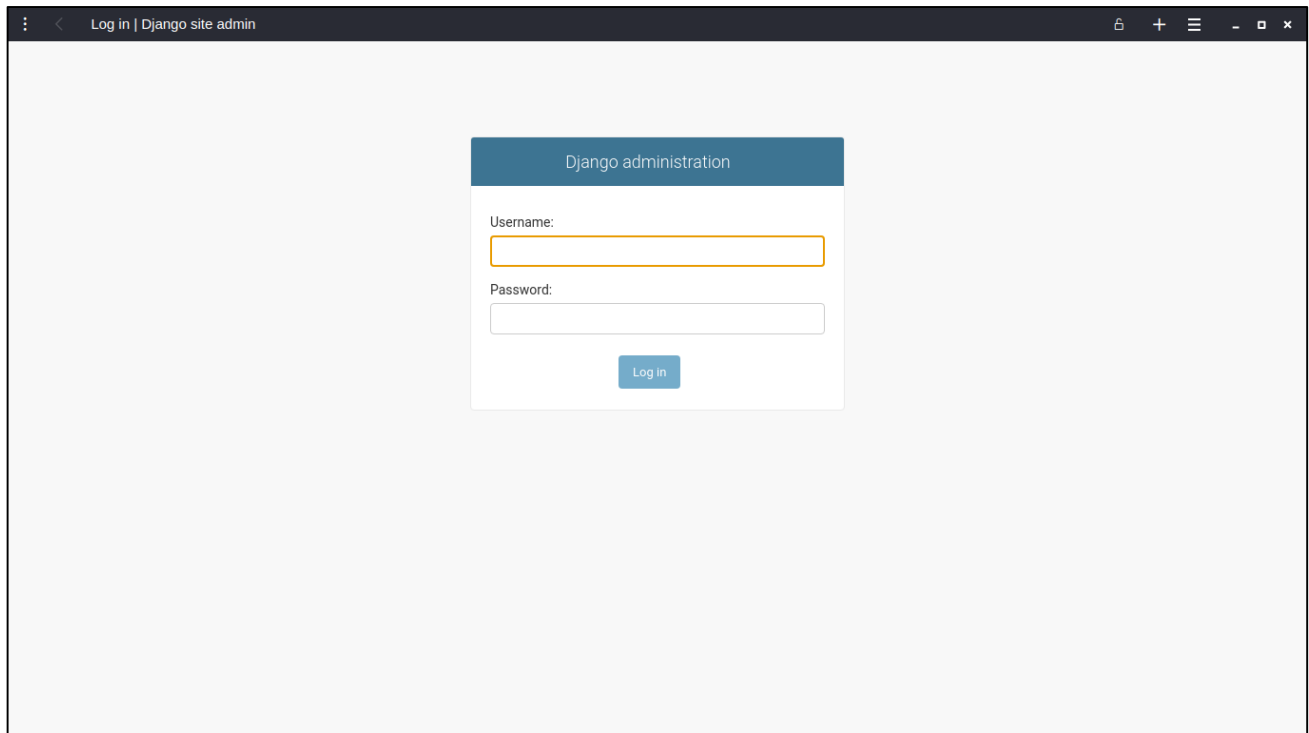 Log in | Django site admin
Django administration
Username:
Password:
Log in